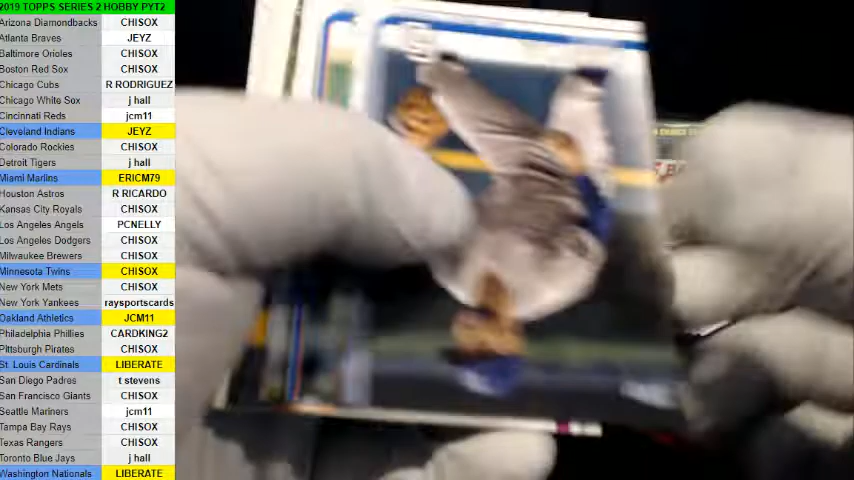 2019 TOPPS SERIES 2 HOBBY PYT2
Arizona Diamondbacks CHISOX
Atlanta Braves JEYZ
Baltimore Orioles CHISOX
Boston Red Sox CHISOX
Chicago Cubs R RODRIGUEZ
Chicago White Sox j hall
Cincinnati Reds jcm11
Cleveland Indians JEYZ
Colorado Rockies CHISOX
Detroit Tigers j hall
Miami Marlins ERICM79
Houston Astros R RICARDO
Kansas City Royals CHISOX
Los Angeles Angels PCNELLY
Los Angeles Dodgers CHISOX
Milwaukee Brewers CHISOX
Minnesota Twins CHISOX
New York Mets CHISOX
New York Yankees raysportscards
Oakland Athletics JCM11
Philadelphia Phillies CARDKING2
Pittsburgh Pirates CHISOX
St. Louis Cardinals LIBERATE
San Diego Padres t stevens
San Francisco Giants CHISOX
Seattle Mariners jcm11
Tampa Bay Rays CHISOX
Texas Rangers CHISOX
Toronto Blue Jays j hall
Washington Nationals LIBERATE